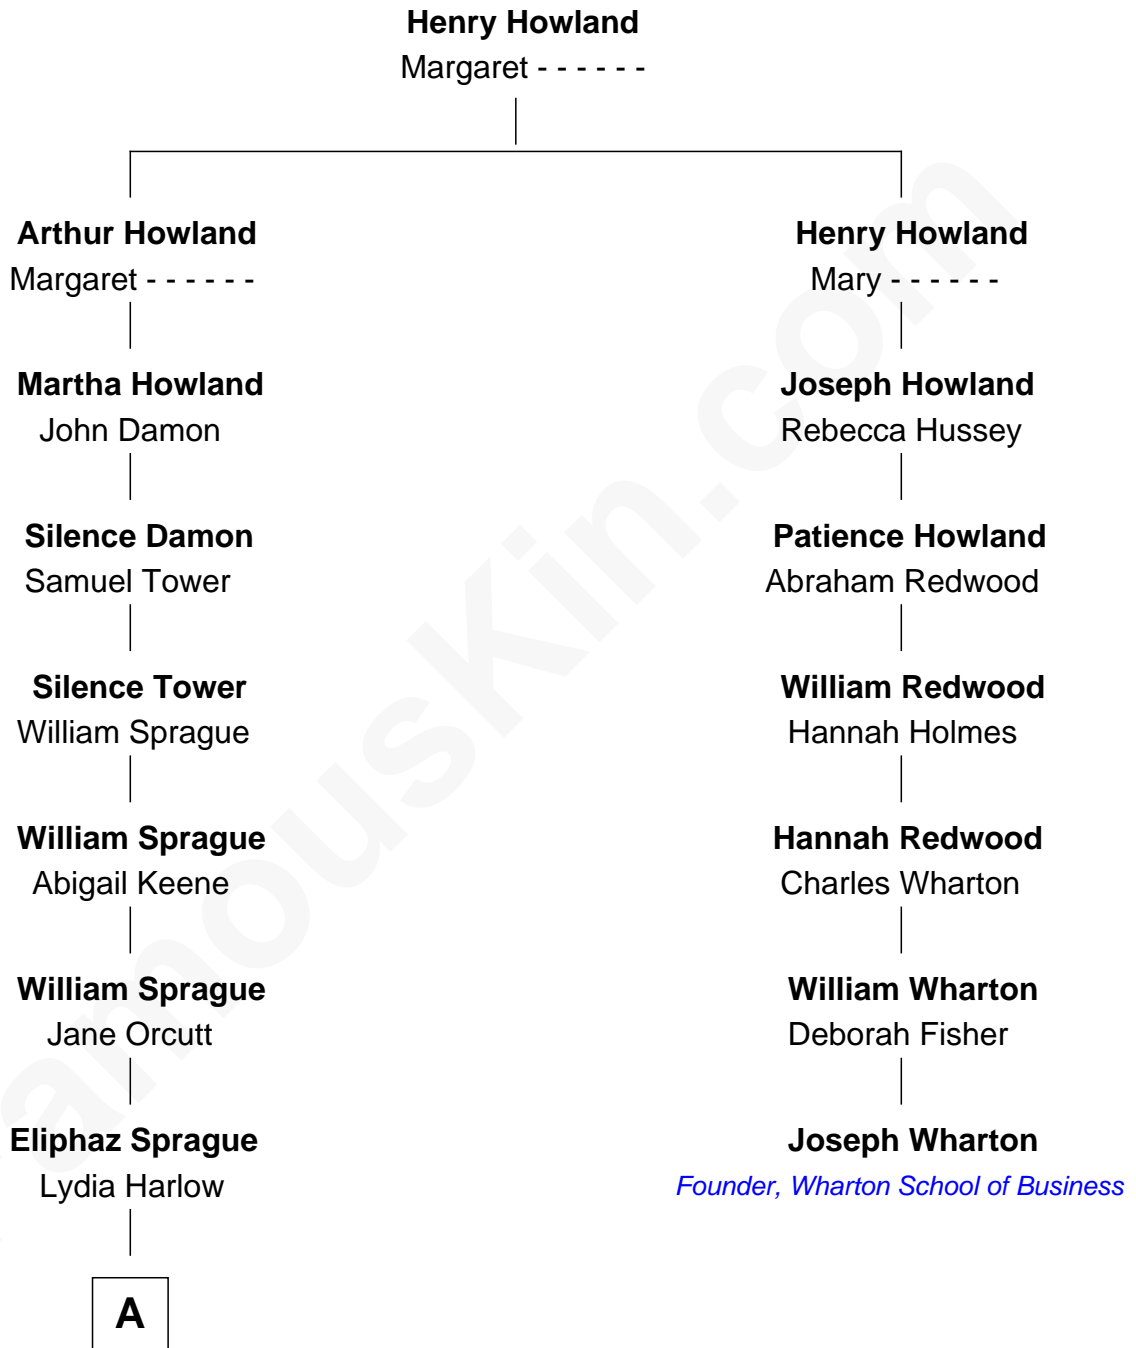 Henry Howland
Margaret - - - - - -
Arthur Howland
Margaret - - - - - -
Henry Howland
Mary - - - - - -
Martha Howland
John Damon
Joseph Howland
Rebecca Hussey
Silence Damon
Samuel Tower
Patience Howland
Abraham Redwood
Silence Tower
William Sprague
William Redwood
Hannah Holmes
William Sprague
Abigail Keene
Hannah Redwood
Charles Wharton
William Sprague
Jane Orcutt
William Wharton
Deborah Fisher
Eliphaz Sprague
Lydia Harlow
Joseph Wharton
Founder, Wharton School of Business
A
amouskin.com